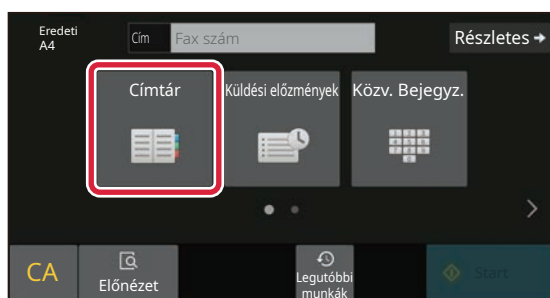 Eredeti
A4
Cím
Fax szám
Részletes
Címtár
Küldési előzmények
Közv. Bejegyz.
CA
Előnézet
Legutóbbi
munkák
Start